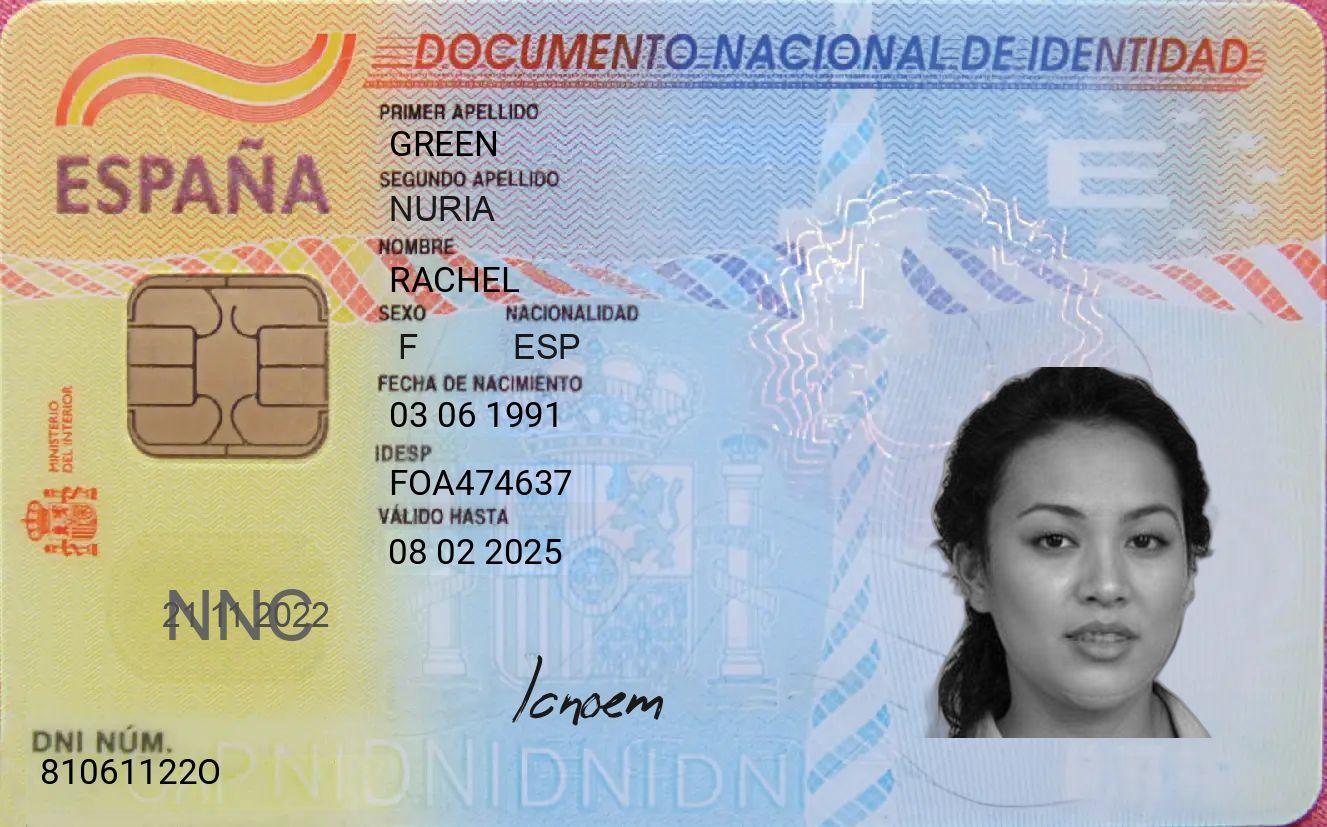 DOCUMENTO NACIONAL DE IDENTIDAD
ESPAÑA
PRIMER APELLIDO
GREEN
SEGUNDO APELLIDO
NURIA
NOMBRE
RACHEL
SEXO NACIONALIDAD
F ESP
FECHA DE NACIMIENTO
03 06 1991
IDESP
FOA474637
VÁLIDO HASTA
08 02 2025
MINISTERIO
DEL INTERIOR
E
NNC
21 11 2022
DNI NÚM.
81061122O
DNIDNIDNIDNI